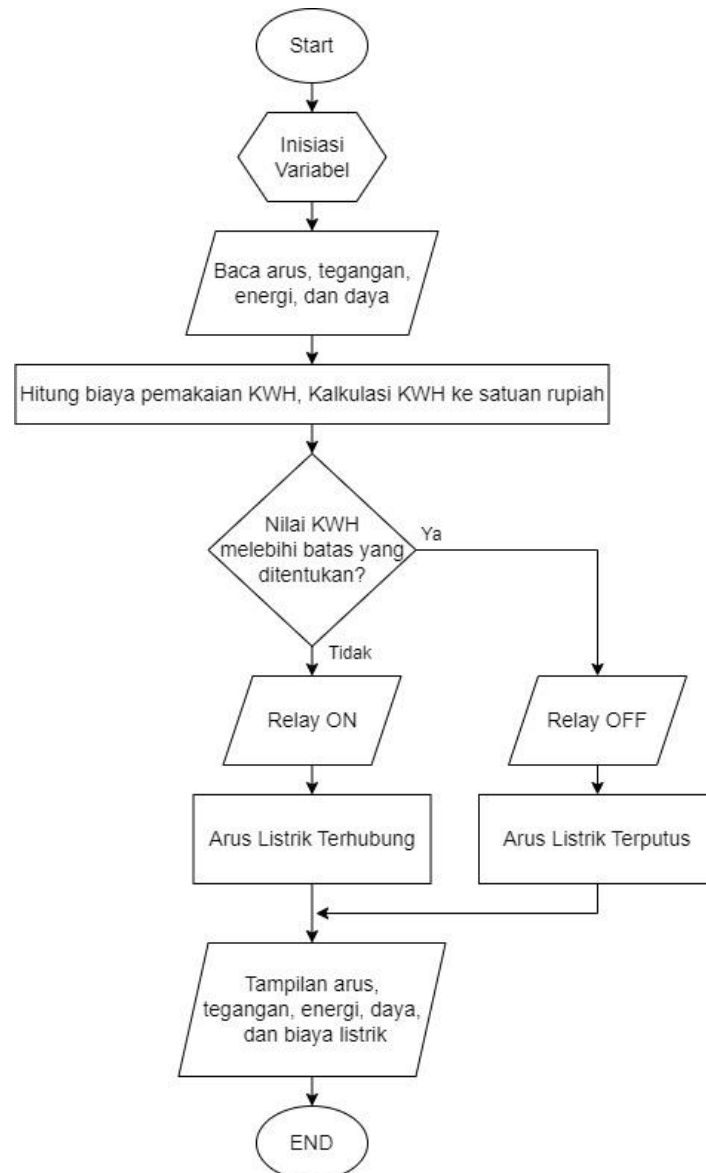 Start
Inisiasi
Variabel
Baca arus, tegangan,
energi, dan daya
Hitung biaya pemakaian KWH, Kalkulasi KWH ke satuan rupiah
Nilai KWH
melebihi batas yang
ditentukan?
Ya
Tidak
Relay ON
Relay OFF
Arus Listrik Terhubung
Arus Listrik Terputus
Tampilan arus,
tegangan, energi, daya,
dan biaya listrik
END